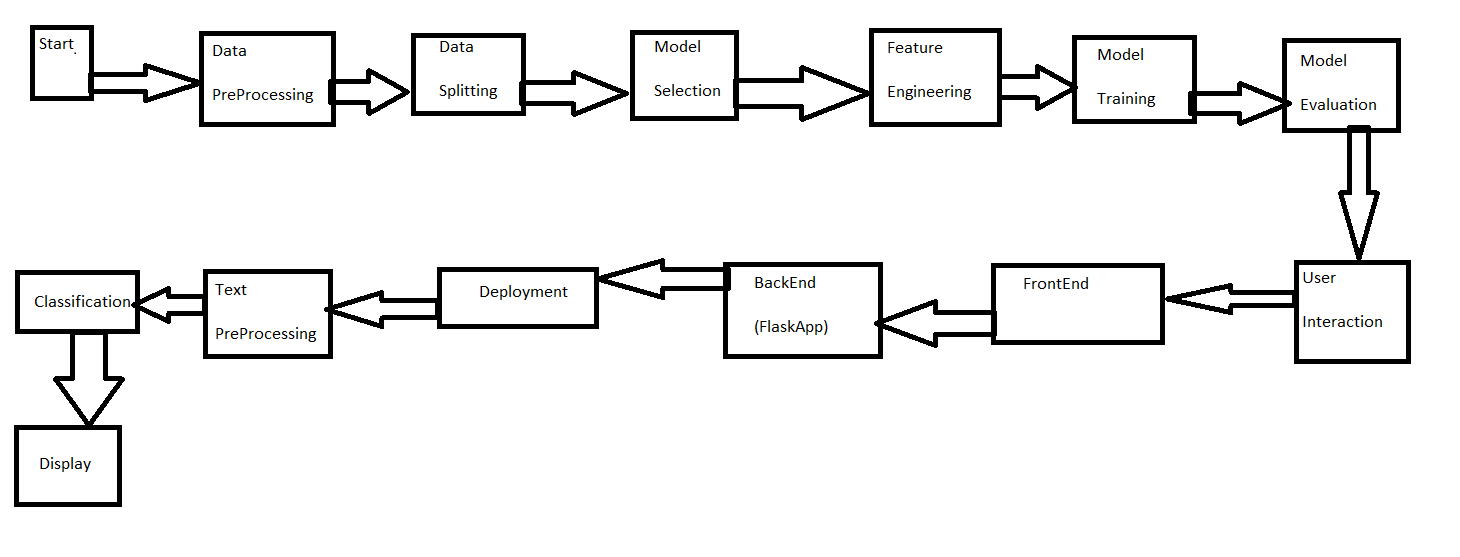 Start.
Data
PreProcessing
Data
Splitting
Model
Selection
Feature
Engineering
Model
Training
Model
Evaluation
User
Interaction
FrontEnd
BackEnd
(FlaskApp)
Deployment
Text
PreProcessing
Classification
Display